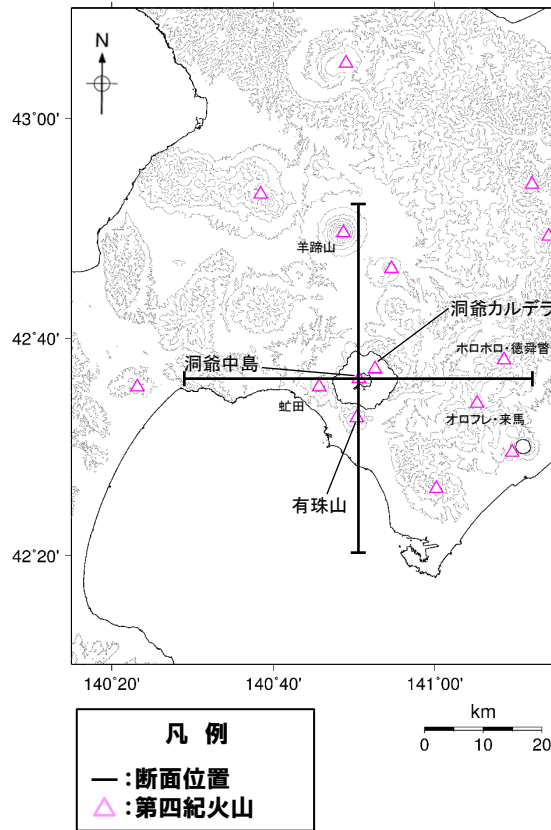 N
43°00'
羊蹄山
洞爺カルデラ
42°40'
洞爺中島
ホロホロ・徳舜瞥
虻田
オロフレ・来馬
有珠山
42°20'
140°20'
140°40'
141°00'
km
0 10 20
凡 例
:断面位置
:第四紀火山